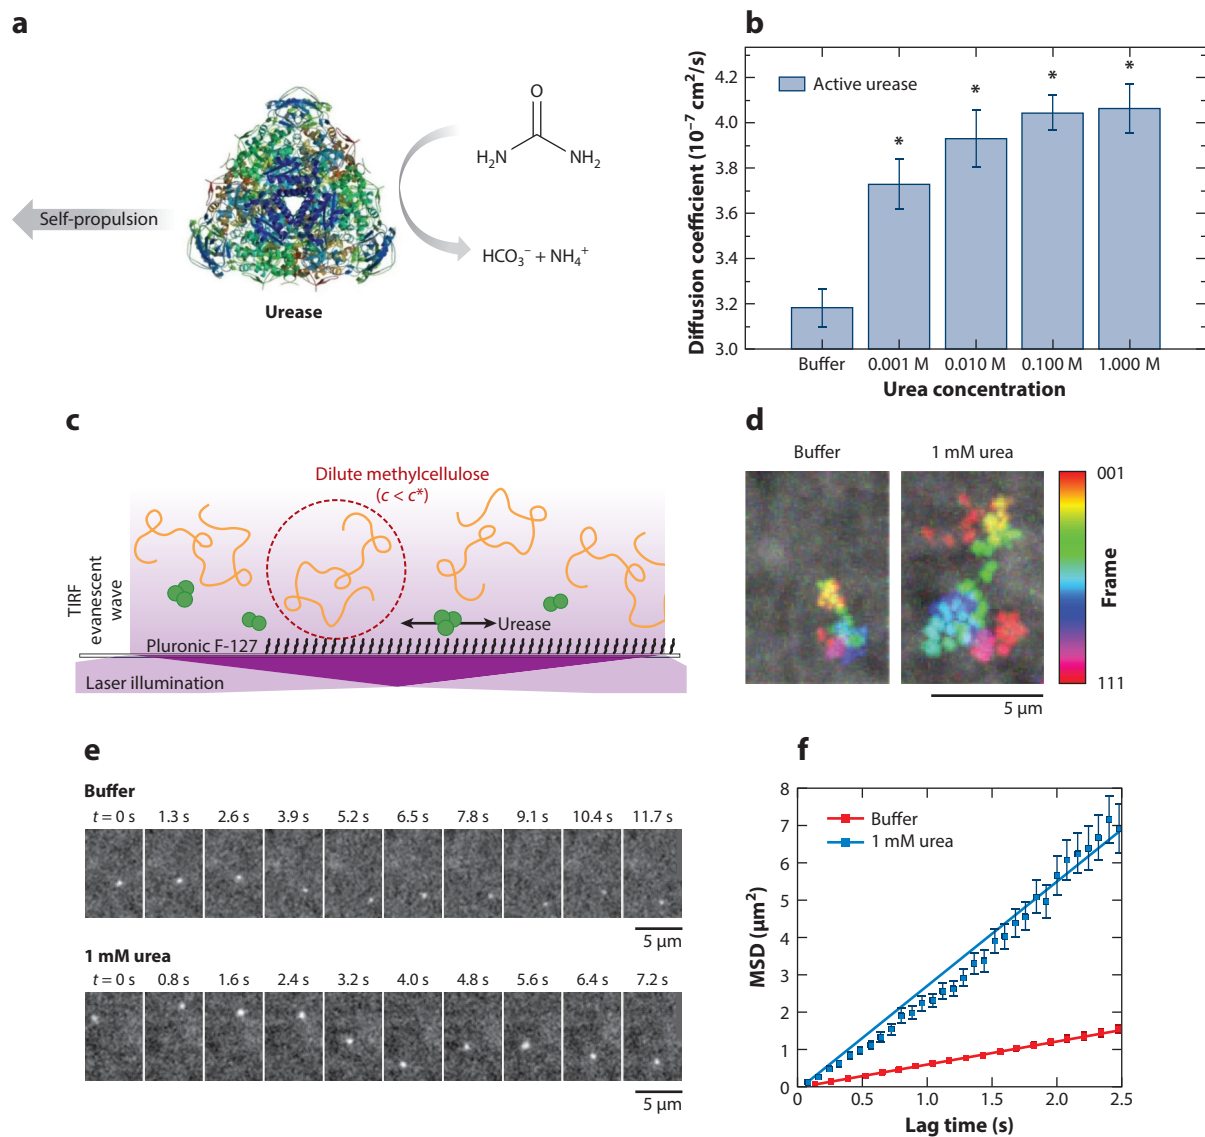 a
O
H₂N
NH₂
Self-propulsion
HCO₃⁻ + NH₄⁺
Urease
b
Diffusion coefficient (10⁻⁷ cm²/s)
4.2
4.0
3.8
3.6
3.4
3.2
3.0
Active urease
*
*
*
*
Buffer
0.001 M
0.010 M
0.100 M
1.000 M
Urea concentration
c
Dilute methylcellulose
(c < c*)
TIRF
evanescent
wave
Urease
Pluronic F-127
Laser illumination
d
Buffer
1 mM urea
001
Frame
111
5 μm
e
Buffer
t = 0 s 1.3 s 2.6 s 3.9 s 5.2 s 6.5 s 7.8 s 9.1 s 10.4 s 11.7 s
5 μm
1 mM urea
t = 0 s 0.8 s 1.6 s 2.4 s 3.2 s 4.0 s 4.8 s 5.6 s 6.4 s 7.2 s
5 μm
f
MSD (μm²)
8
7
6
5
4
3
2
1
0
Buffer
1 mM urea
0 0.5 1.0 1.5 2.0 2.5
Lag time (s)